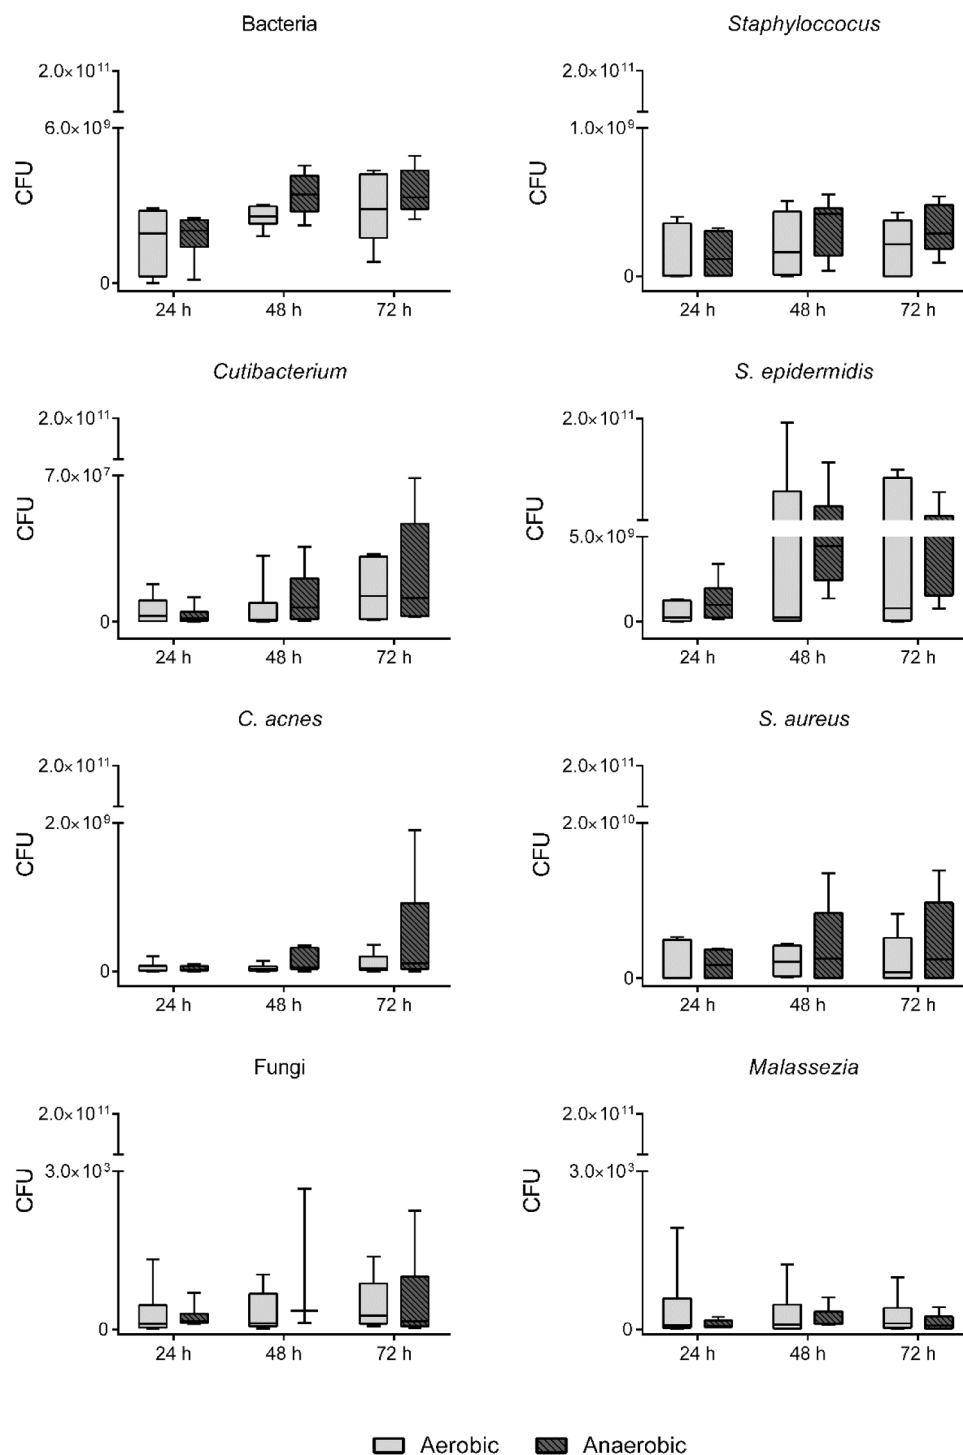 Bacteria
2.0×10¹¹
6.0×10⁹
0
CFU
24 h 48 h 72 h
Staphyloccocus
2.0×10¹¹
1.0×10⁹
0
CFU
24 h 48 h 72 h
Cutibacterium
2.0×10¹¹
7.0×10⁷
0
CFU
24 h 48 h 72 h
S. epidermidis
2.0×10¹¹
5.0×10⁹
0
CFU
24 h 48 h 72 h
C. acnes
2.0×10¹¹
2.0×10⁹
0
CFU
24 h 48 h 72 h
S. aureus
2.0×10¹¹
2.0×10¹⁰
0
CFU
24 h 48 h 72 h
Fungi
2.0×10¹¹
3.0×10³
0
CFU
24 h 48 h 72 h
Malassezia
2.0×10¹¹
3.0×10³
0
CFU
24 h 48 h 72 h
Aerobic Anaerobic